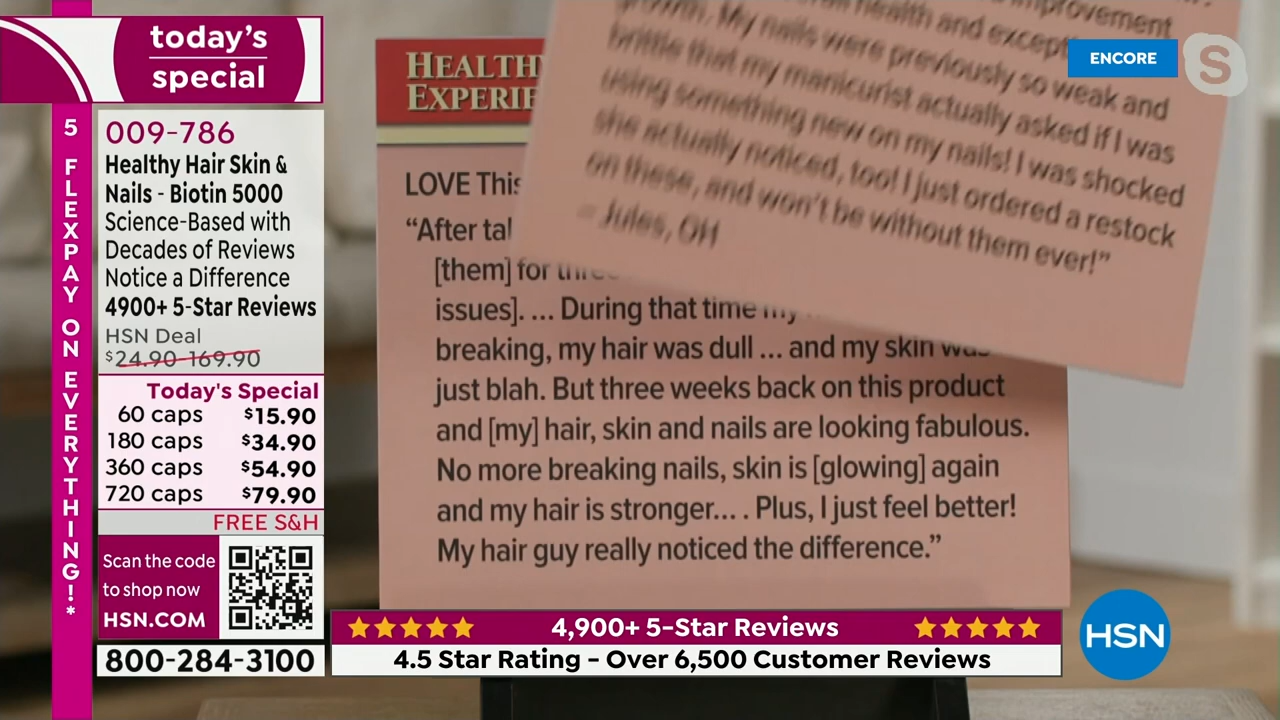 today's
special
5 FLEXPAY ON EVERYTHING!*
009-786
Healthy Hair Skin &
Nails - Biotin 5000
Science-Based with
Decades of Reviews
Notice a Difference
4900+ 5-Star Reviews
HSN Deal
$24.90-169.90
Today's Special
60 caps $15.90
180 caps $34.90
360 caps $54.90
720 caps $79.90
FREE S&H
Scan the code
to shop now
HSN.COM
800-284-3100
ENCORE
S
improvement
growth. My nails were previously so weak and
brittle that my manicurist actually asked if I was
using something new on my nails! I was shocked
she actually noticed, too! I just ordered a restock
on these, and won't be without them ever!”
– Jules, OH
HEALTH
EXPERIE
LOVE This
“After tal
[them] for three
issues]. ... During that time my
breaking, my hair was dull ... and my skin was
just blah. But three weeks back on this product
and [my] hair, skin and nails are looking fabulous.
No more breaking nails, skin is [glowing] again
and my hair is stronger... . Plus, I just feel better!
My hair guy really noticed the difference.”
4,900+ 5-Star Reviews
4.5 Star Rating – Over 6,500 Customer Reviews
HSN